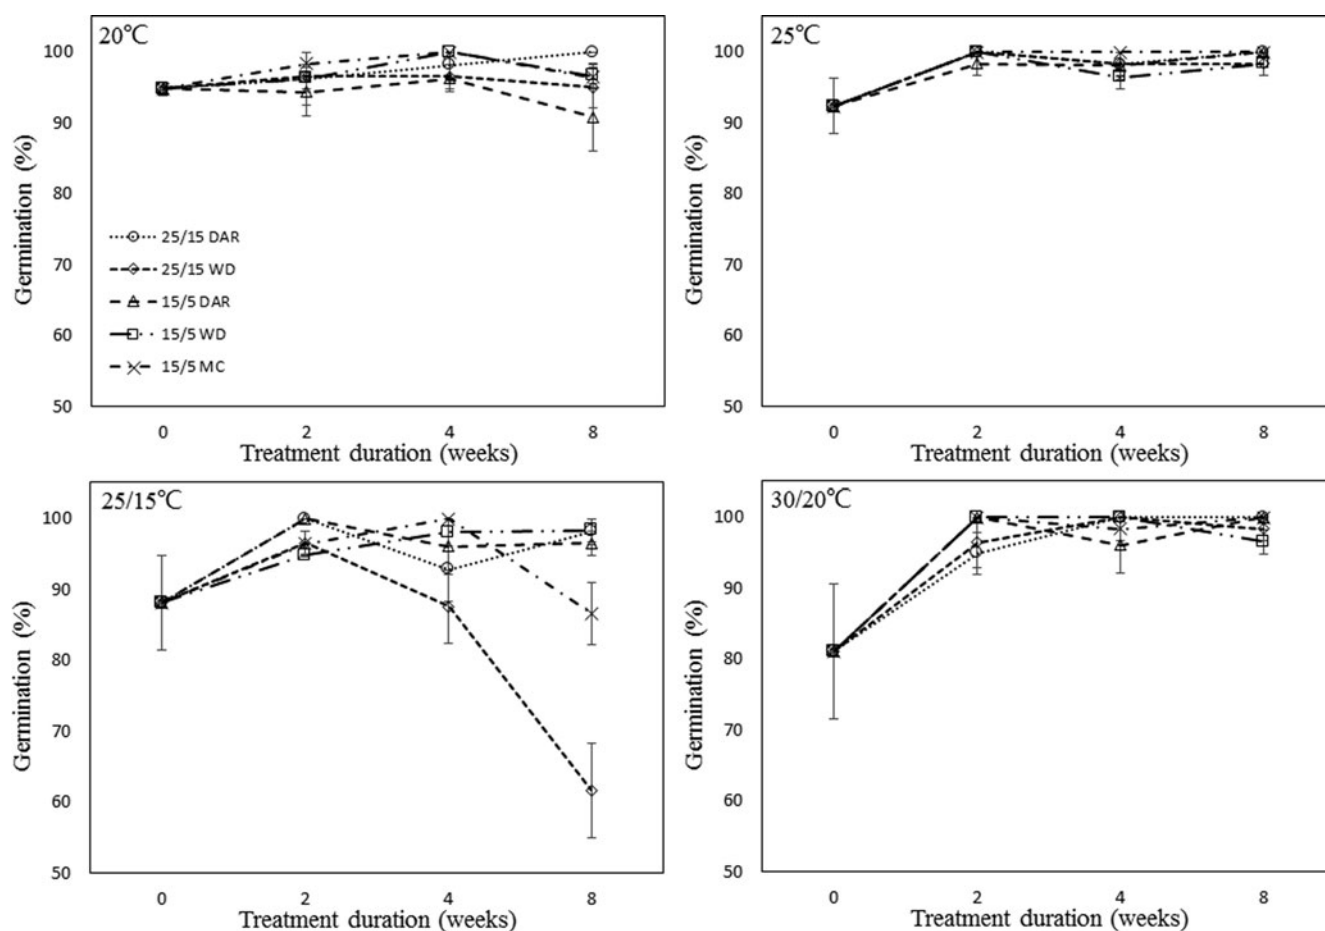 20℃
Germination (%)
100
90
80
70
60
50
25/15 DAR
25/15 WD
15/5 DAR
15/5 WD
15/5 MC
0 2 4 8
Treatment duration (weeks)
25℃
Germination (%)
100
90
80
70
60
50
0 2 4 8
Treatment duration (weeks)
25/15℃
Germination (%)
100
90
80
70
60
50
0 2 4 8
Treatment duration (weeks)
30/20℃
Germination (%)
100
90
80
70
60
50
0 2 4 8
Treatment duration (weeks)